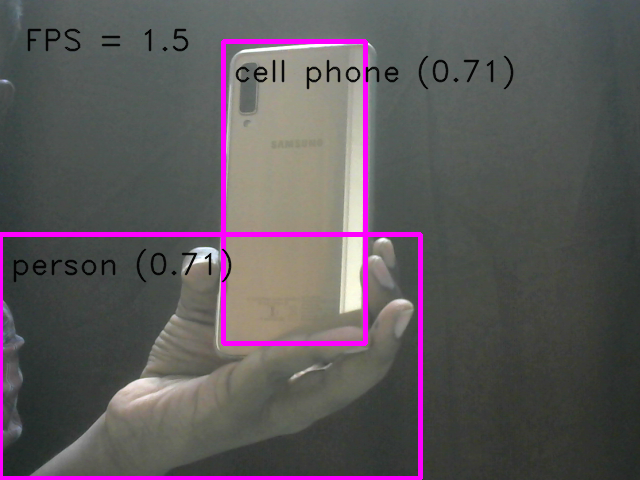 FPS = 1.5
cell phone (0.71)
SAMSUNG
person (0.71)